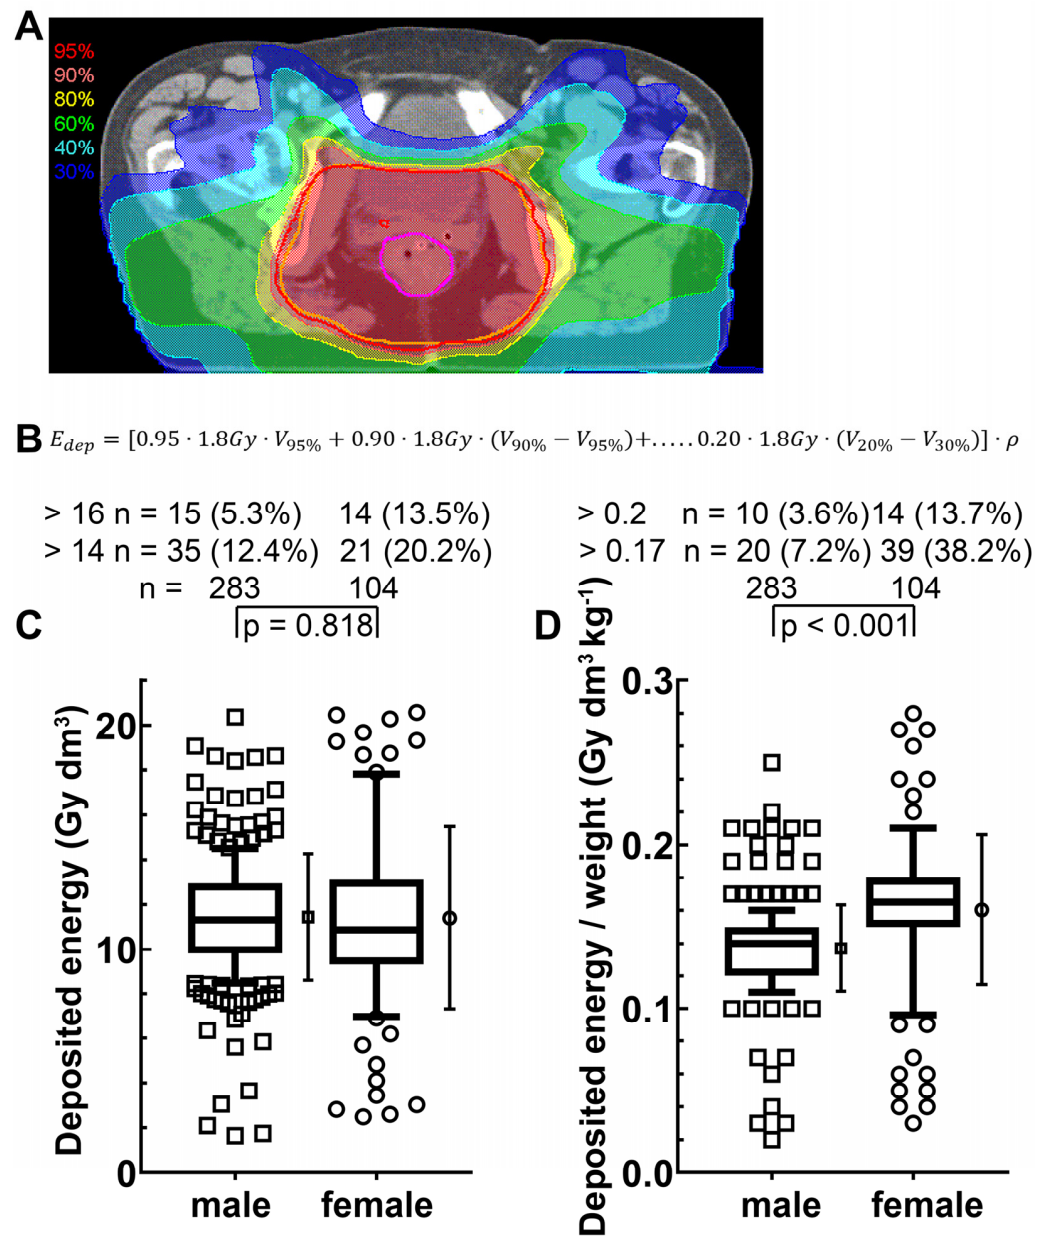 A
95%
90%
80%
60%
40%
30%
B E_dep = [0.95 · 1.8Gy · V_95% + 0.90 · 1.8Gy · (V_90% − V_95%)+.....0.20 · 1.8Gy · (V_20% − V_30%)] · ρ
> 16 n = 15 (5.3%) 14 (13.5%)
> 14 n = 35 (12.4%) 21 (20.2%)
n = 283 104
C
p = 0.818
Deposited energy (Gy dm³)
20
10
0
male female
> 0.2 n = 10 (3.6%) 14 (13.7%)
> 0.17 n = 20 (7.2%) 39 (38.2%)
283 104
D
p < 0.001
Deposited energy / weight (Gy dm³ kg⁻¹)
0.3
0.2
0.1
0.0
male female